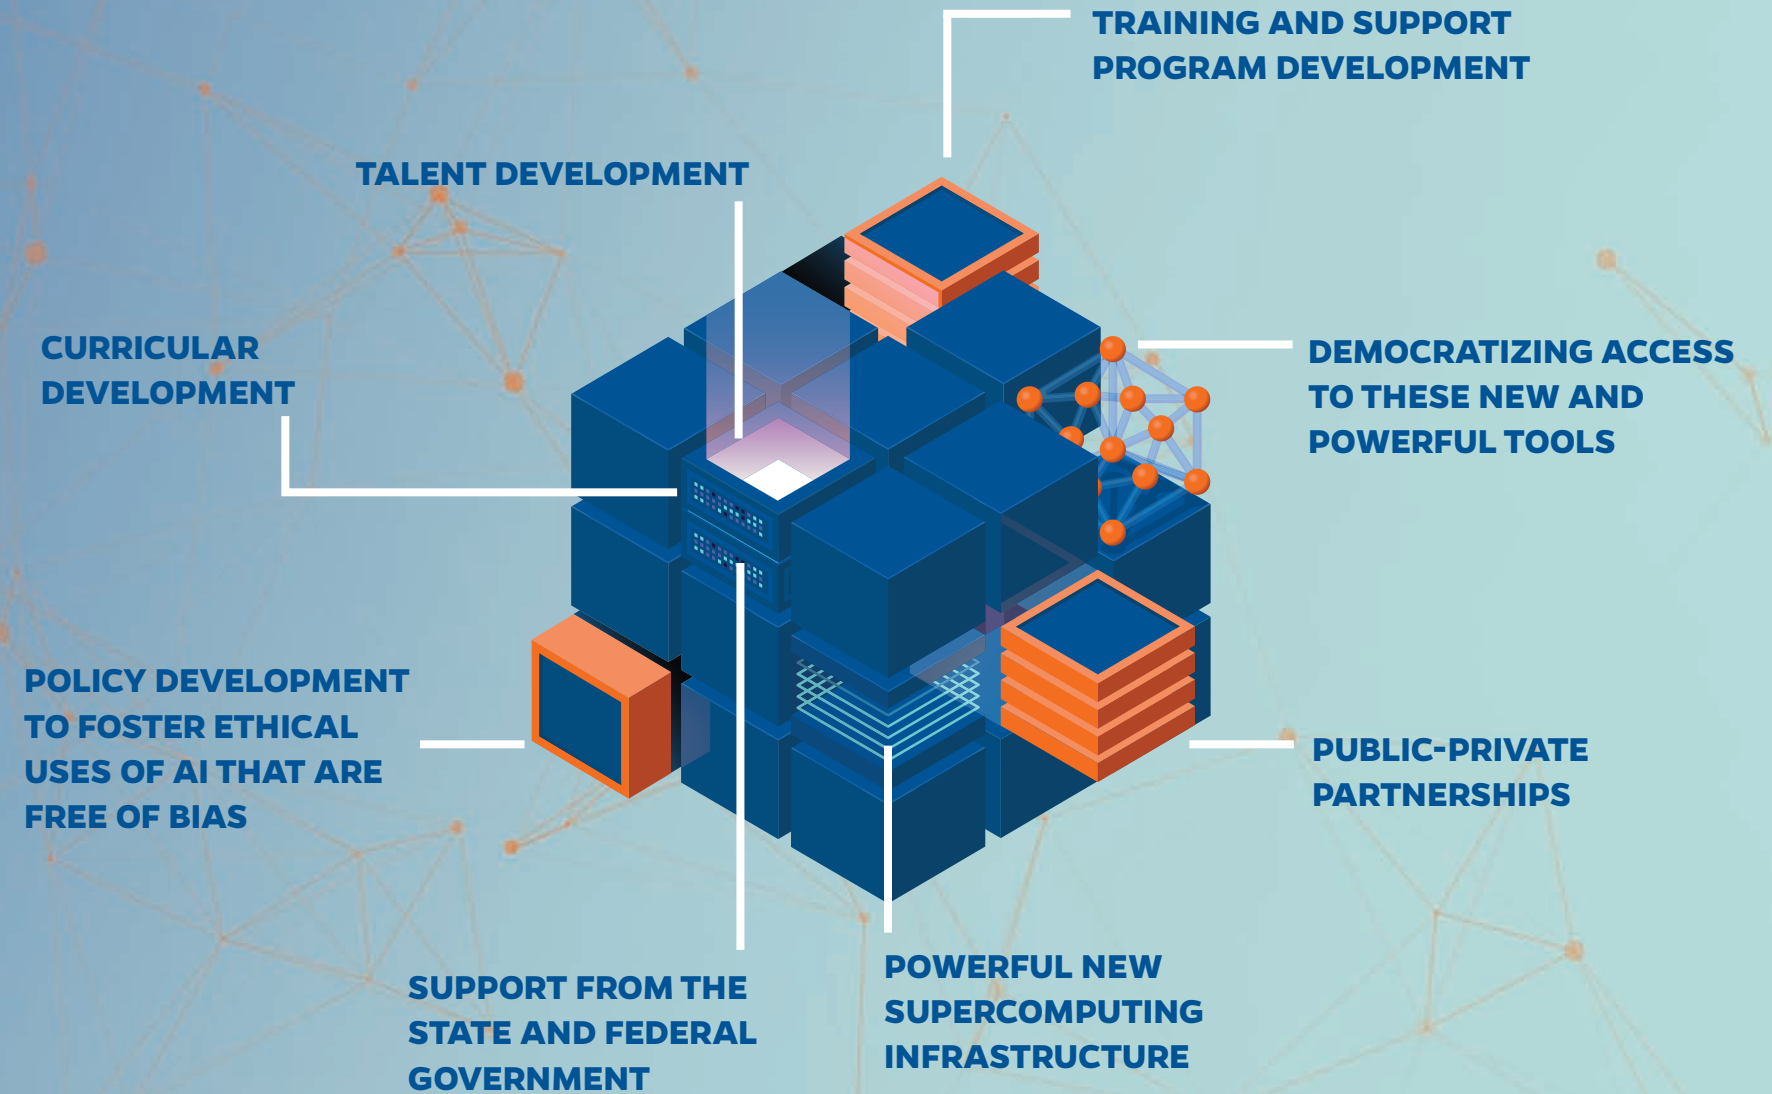 TRAINING AND SUPPORT
PROGRAM DEVELOPMENT
TALENT DEVELOPMENT
CURRICULAR
DEVELOPMENT
DEMOCRATIZING ACCESS
TO THESE NEW AND
POWERFUL TOOLS
POLICY DEVELOPMENT
TO FOSTER ETHICAL
USES OF AI THAT ARE
FREE OF BIAS
PUBLIC-PRIVATE
PARTNERSHIPS
SUPPORT FROM THE
STATE AND FEDERAL
GOVERNMENT
POWERFUL NEW
SUPERCOMPUTING
INFRASTRUCTURE